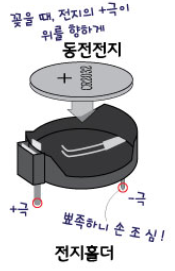 꽂을 때, 전지의 +극이
위를 향하게
동전전지
+
+극
-극
뾰족하니 손 조심!
전지홀더